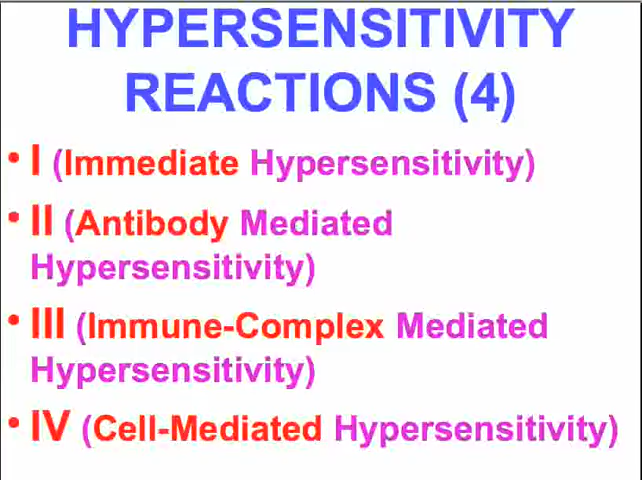 HYPERSENSITIVITY
REACTIONS (4)
• I (Immediate Hypersensitivity)
• II (Antibody Mediated
Hypersensitivity)
• III (Immune-Complex Mediated
Hypersensitivity)
• IV (Cell-Mediated Hypersensitivity)